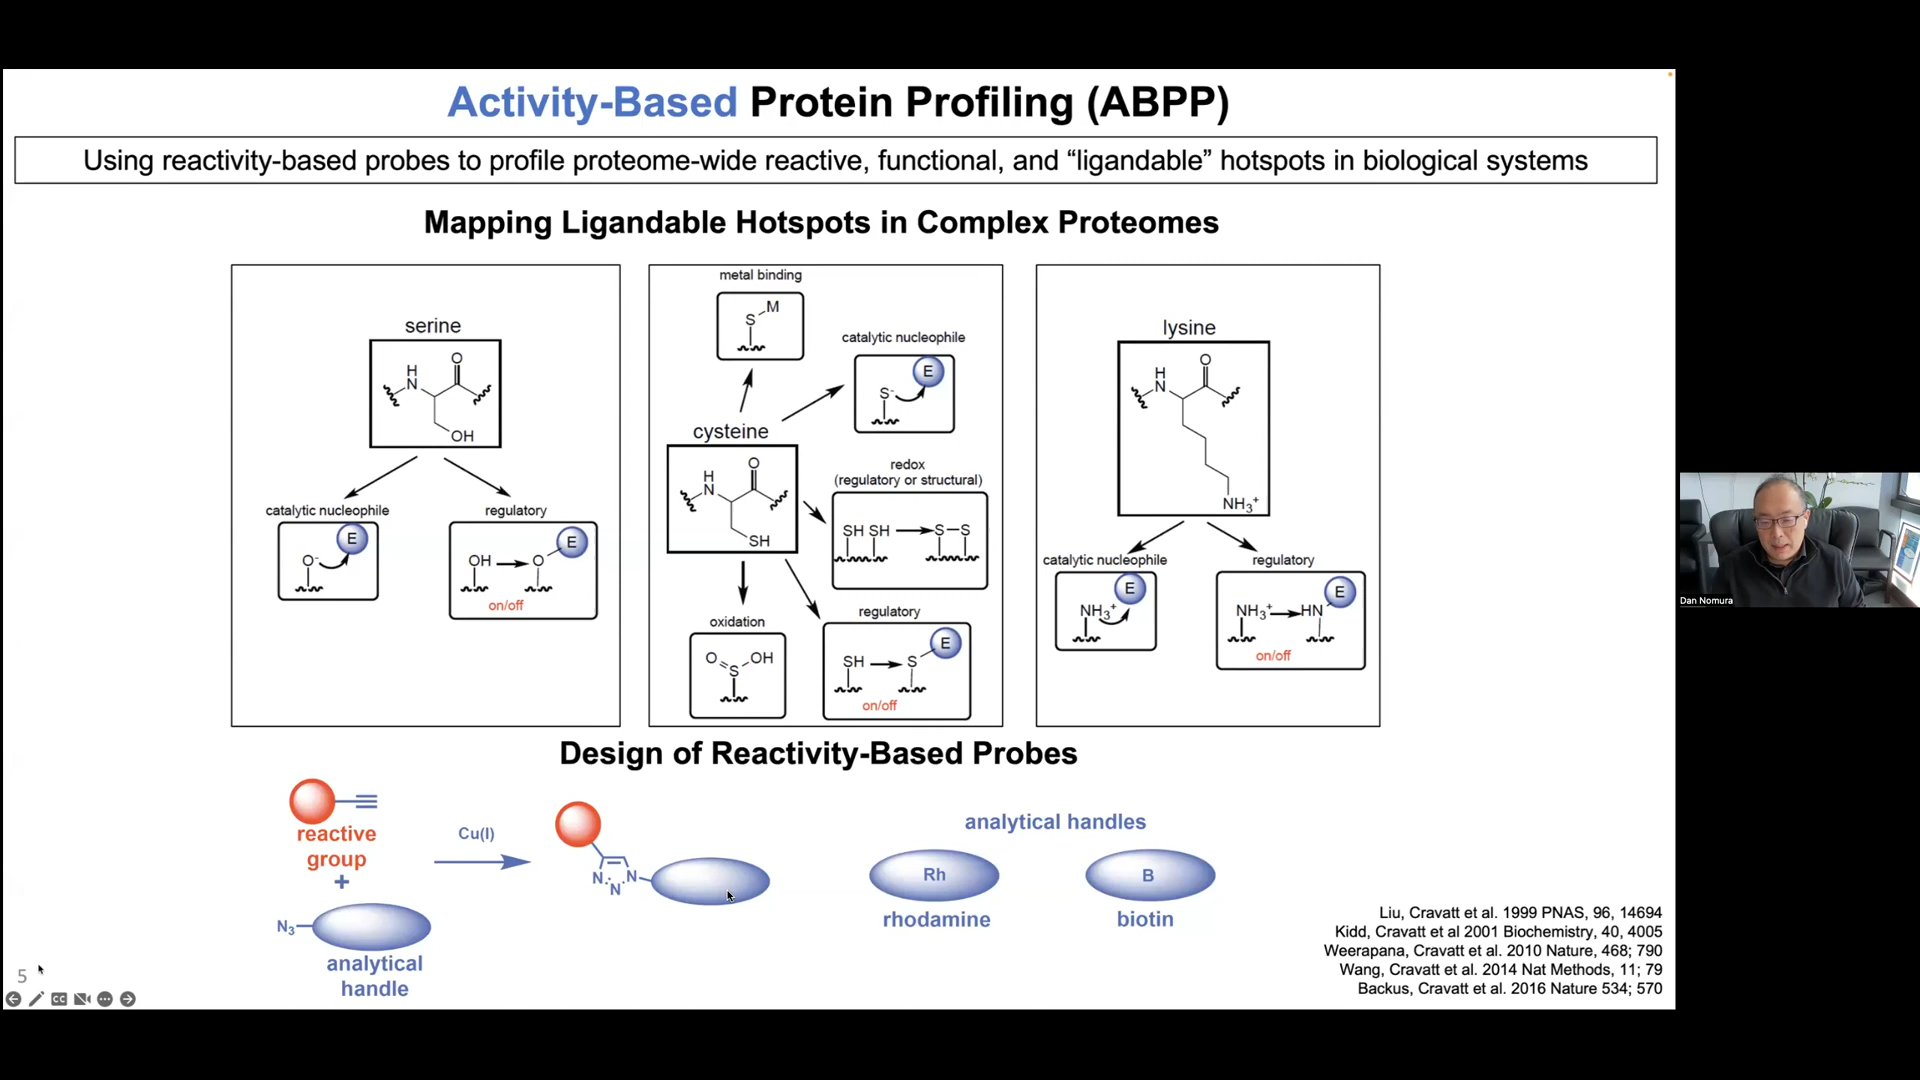 Activity-Based Protein Profiling (ABPP)
Using reactivity-based probes to profile proteome-wide reactive, functional, and “ligandable” hotspots in biological systems
Mapping Ligandable Hotspots in Complex Proteomes
serine
H
N
O
OH
catalytic nucleophile
O-
E
regulatory
OH
O
E
on/off
metal binding
S
M
catalytic nucleophile
S-
E
cysteine
H
N
O
SH
redox
(regulatory or structural)
SH SH
S-S
oxidation
O
S
OH
regulatory
SH
S
E
on/off
lysine
H
N
O
NH3+
catalytic nucleophile
NH3+
E
regulatory
NH3+
HN
E
on/off
Design of Reactivity-Based Probes
reactive
group
+
N3
analytical
handle
Cu(I)
N
N
N
analytical handles
Rh
rhodamine
B
biotin
Liu, Cravatt et al. 1999 PNAS, 96, 14694
Kidd, Cravatt et al 2001 Biochemistry, 40, 4005
Weerapana, Cravatt et al. 2010 Nature, 468; 790
Wang, Cravatt et al. 2014 Nat Methods, 11; 79
Backus, Cravatt et al. 2016 Nature 534; 570
5
CC
Dan Nomura